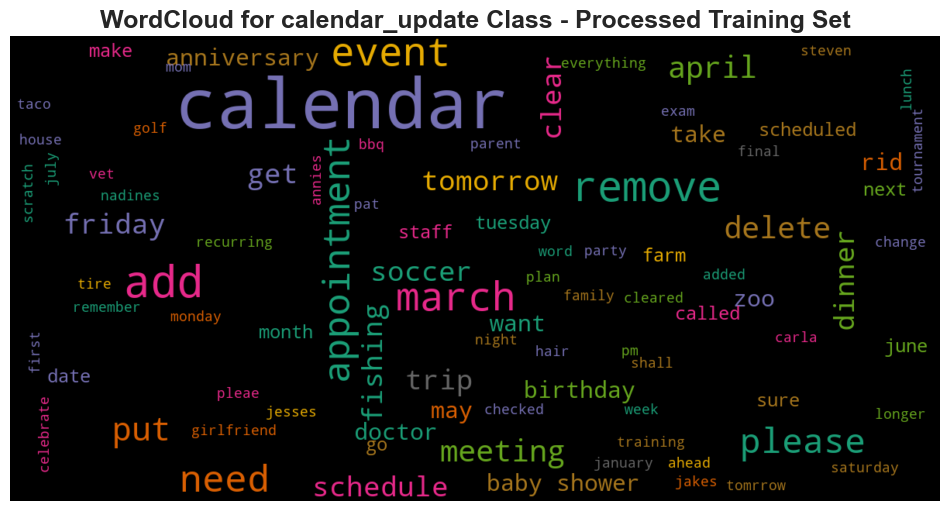 WordCloud for calendar_update Class - Processed Training Set
make
mom
anniversary
event
clear
everything
april
steven
taco
calendar
exam
lunch
golf
house
bbq
parent
take
scheduled
final
tournament
scratch
july
vet
nadines
get
annies
pat
appointment
tomorrow
remove
rid
next
friday
recurring
staff
tuesday
delete
change
word
party
farm
tire
add
remember
monday
soccer
march
plan
family
cleared
added
zoo
called
dinner
month
fishing
want
night
hair
pm
shall
carla
june
first
date
trip
birthday
pleae
jesses
may
checked
week
sure
longer
celebrate
put
girlfriend
go
doctor
meeting
training
please
january
ahead
saturday
need
schedule
baby shower
jakes
tomrrow